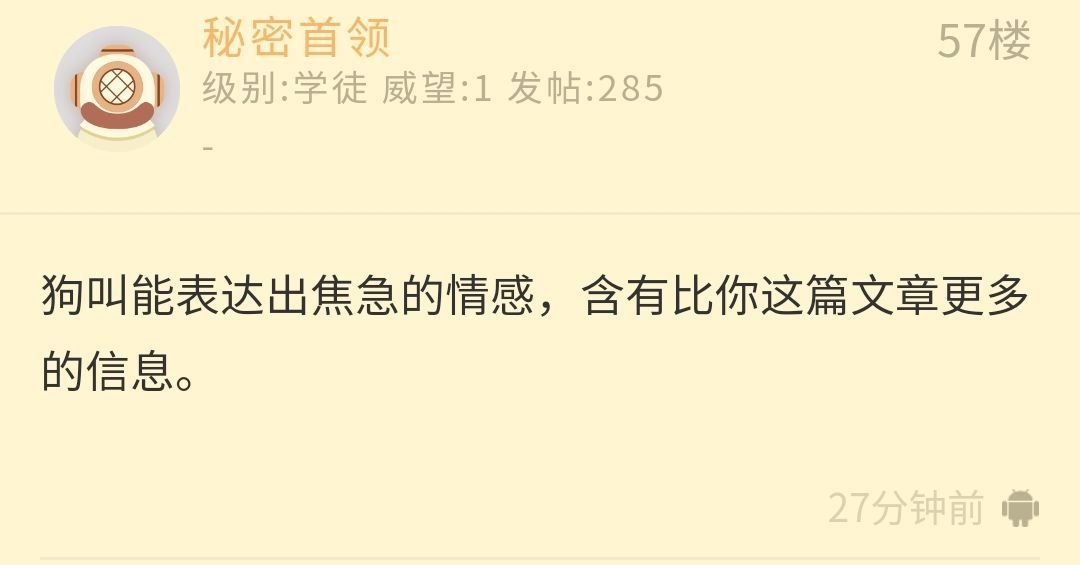 秘密首领
57楼
级别:学徒 威望:1 发帖:285
-
狗叫能表达出焦急的情感，含有比你这篇文章更多
的信息。
27分钟前